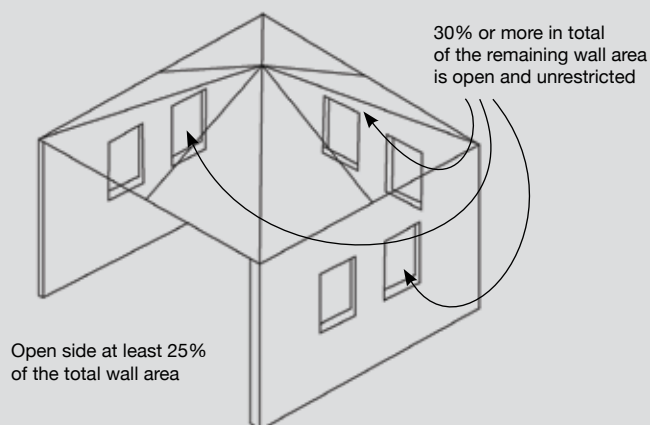 30% or more in total
of the remaining wall area
is open and unrestricted
Open side at least 25%
of the total wall area